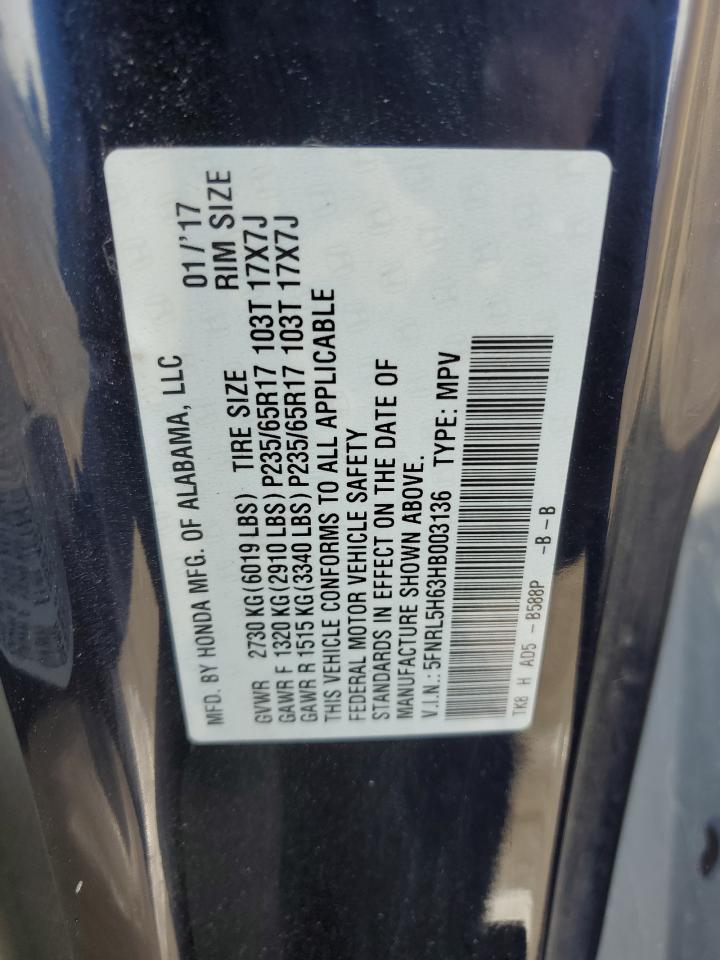 MFD. BY HONDA MFG. OF ALABAMA, LLC 01/'17
GVWR 2730 KG(6019 LBS) TIRE SIZE RIM SIZE
GAWR F 1320 KG(2910 LBS) P235/65R17 103T 17X7J
GAWR R 1515 KG(3340 LBS) P235/65R17 103T 17X7J
THIS VEHICLE CONFORMS TO ALL APPLICABLE
FEDERAL MOTOR VEHICLE SAFETY
STANDARDS IN EFFECT ON THE DATE OF
MANUFACTURE SHOWN ABOVE.
V.I.N.: 5FNRL5H63HB003136 TYPE: MPV
TK8 H AD5 -B588P -B-B